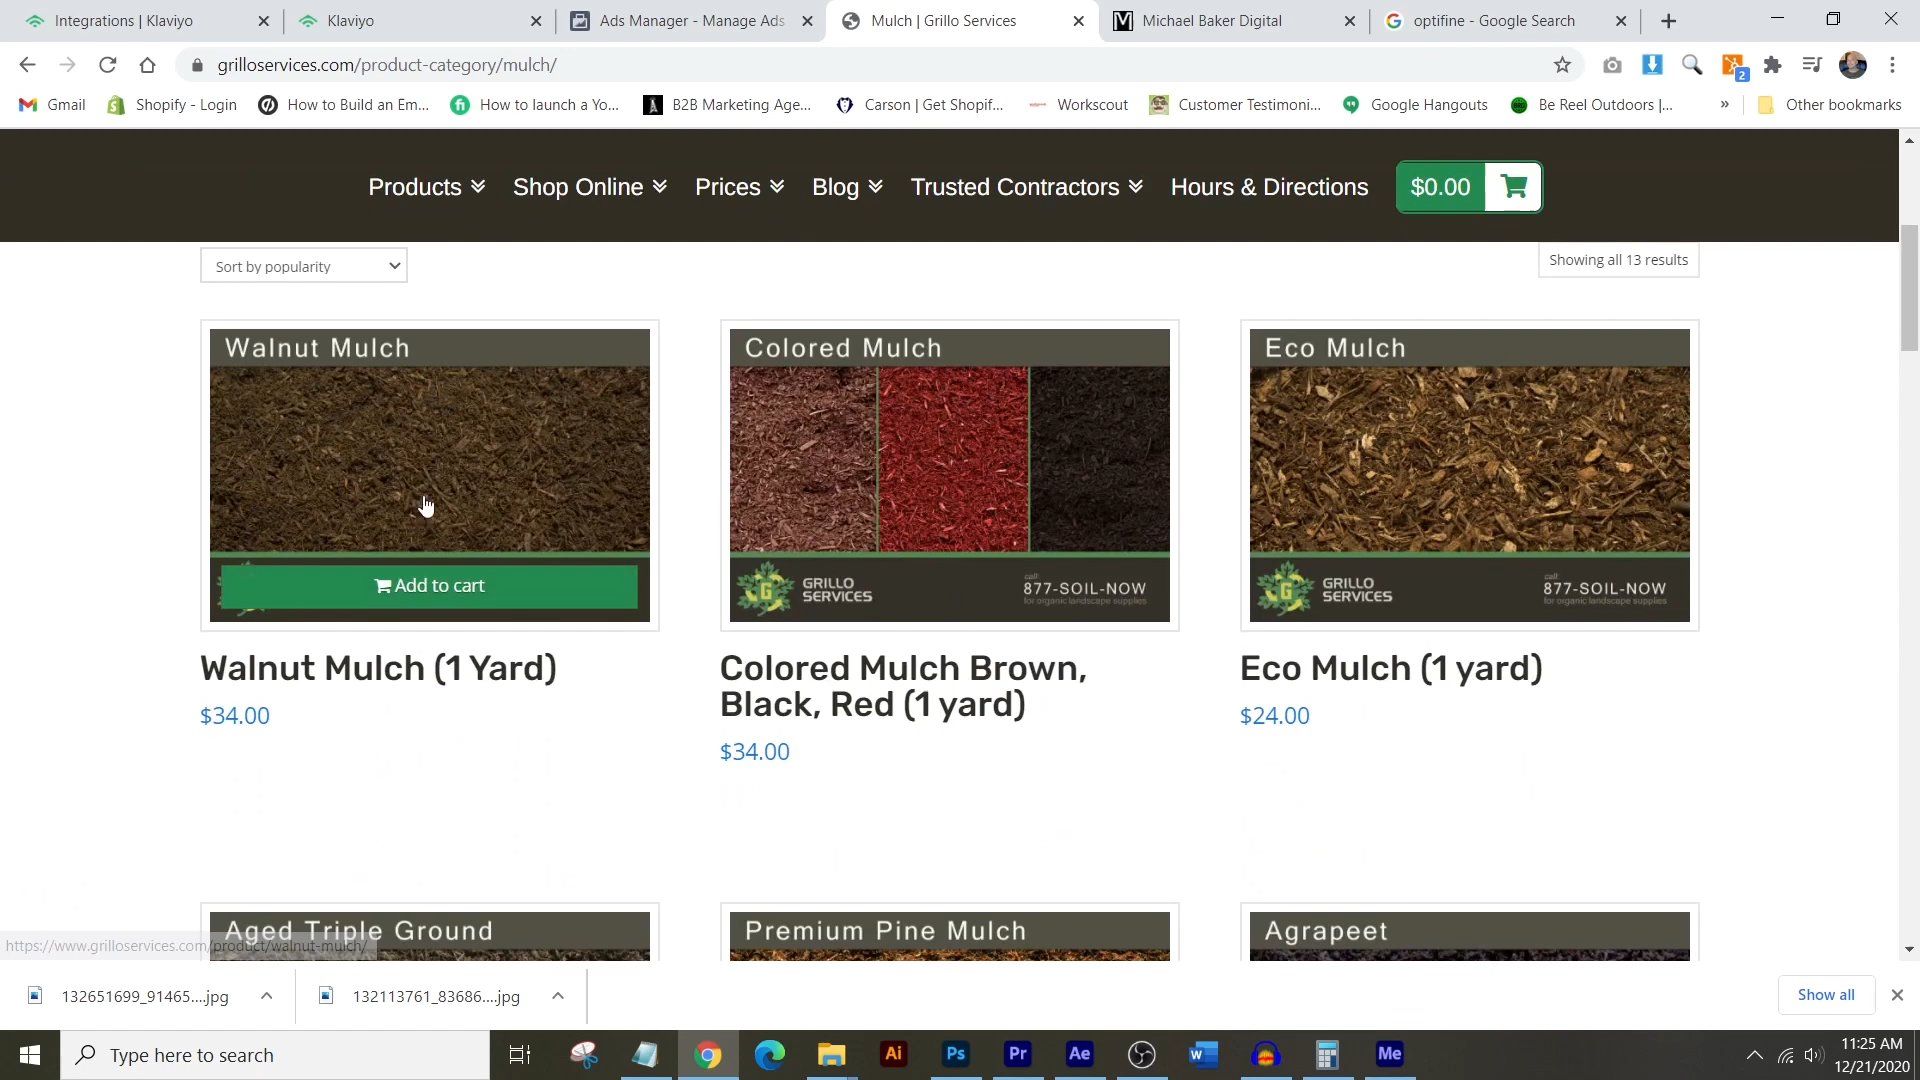 Integrations | Klaviyo
Klaviyo
Ads Manager - Manage Ads
Mulch | Grillo Services
Michael Baker Digital
optifine - Google Search
grilloservices.com/product-category/mulch/
2
Gmail
Shopify - Login
How to Build an Em...
How to launch a Yo...
B2B Marketing Age...
Carson | Get Shopif...
Workscout
Customer Testimoni...
Google Hangouts
Be Reel Outdoors |...
»
Other bookmarks
Products
Shop Online
Prices
Blog
Trusted Contractors
Hours & Directions
$0.00
Sort by popularity
Showing all 13 results
Walnut Mulch
Colored Mulch
Eco Mulch
Add to cart
G
GRILLO
SERVICES
call:
877-SOIL-NOW
for organic landscape supplies
G
GRILLO
SERVICES
call:
877-SOIL-NOW
for organic landscape supplies
Walnut Mulch (1 Yard)
$34.00
Colored Mulch Brown,
Black, Red (1 yard)
$34.00
Eco Mulch (1 yard)
$24.00
Aged Triple Ground
Premium Pine Mulch
Agrapeet
https://www.grilloservices.com/product/walnut-mulch/
132651699_91465....jpg
132113761_83686....jpg
Show all
Type here to search
Ai
Ps
Pr
Ae
W
Me
11:25 AM
12/21/2020